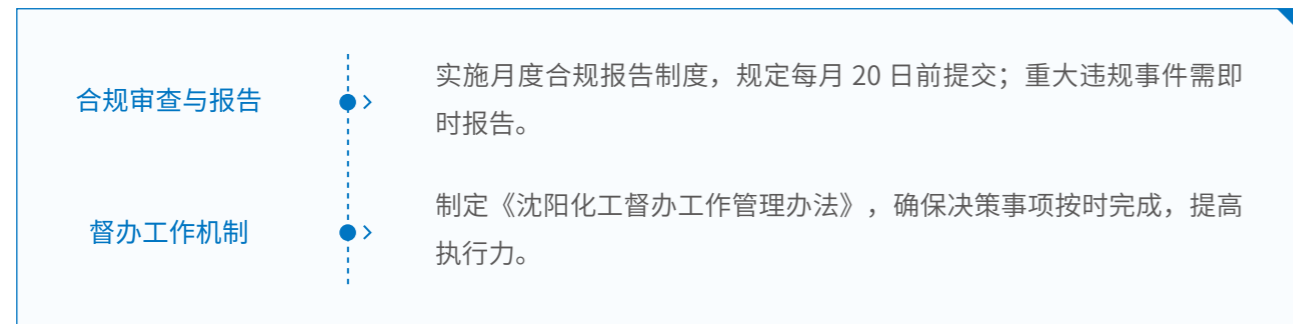 合规审查与报告
实施月度合规报告制度，规定每月 20 日前提交；重大违规事件需即
时报告。
督办工作机制
制定《沈阳化工督办工作管理办法》，确保决策事项按时完成，提高
执行力。